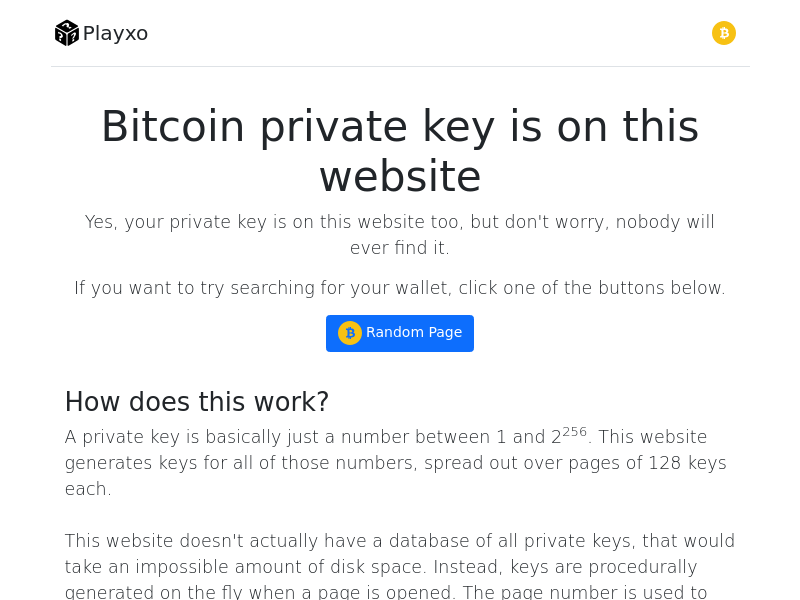 Playxo
Bitcoin private key is on this
website
Yes, your private key is on this website too, but don't worry, nobody will
ever find it.
If you want to try searching for your wallet, click one of the buttons below.
Random Page
How does this work?
A private key is basically just a number between 1 and 2^256. This website
generates keys for all of those numbers, spread out over pages of 128 keys
each.
This website doesn't actually have a database of all private keys, that would
take an impossible amount of disk space. Instead, keys are procedurally
generated on the fly when a page is opened. The page number is used to